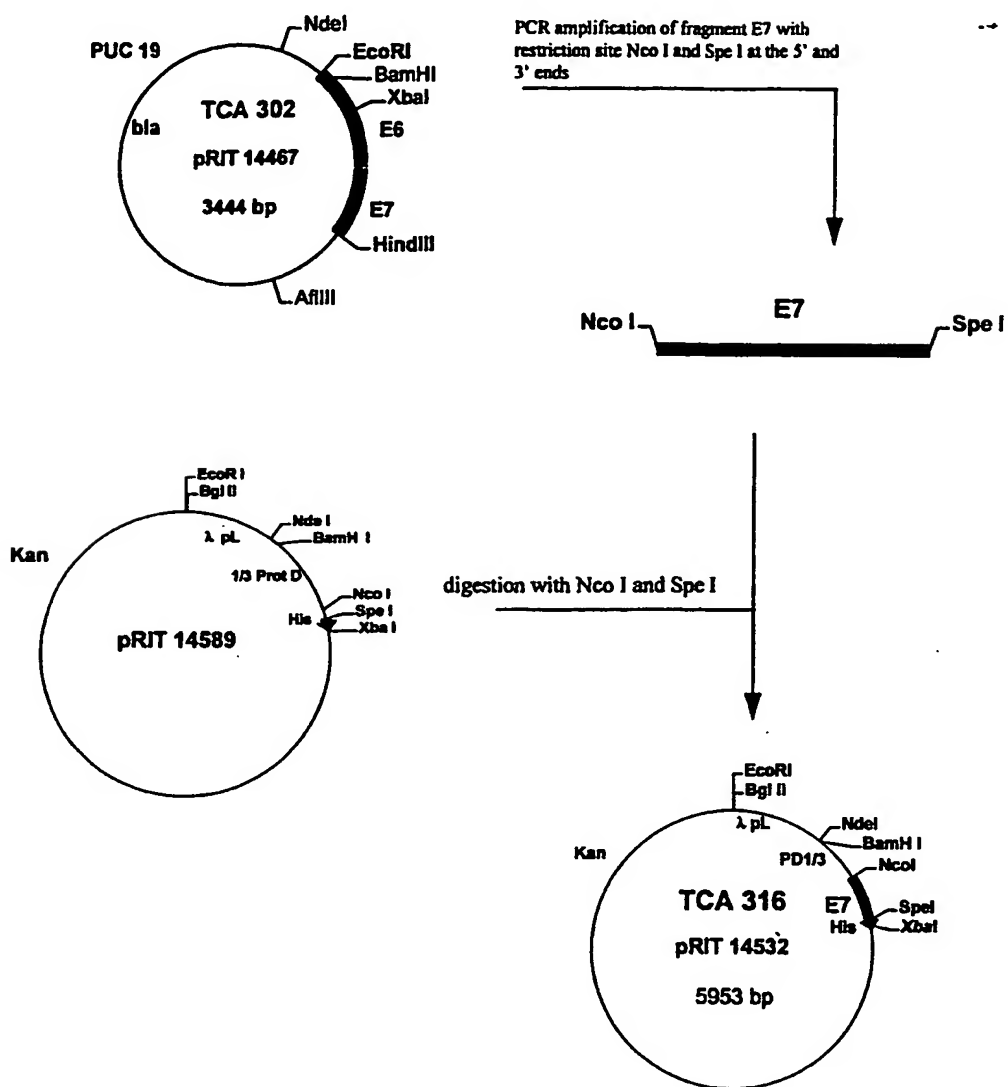 PUC 19
NdeI
EcoRI
BamHI
XbaI
TCA 302
bla
E6
pRIT 14467
3444 bp
E7
HindIII
AflIII
PCR amplification of fragment E7 with
restriction site Nco I and Spe I at the 5' and
3' ends
E7
Nco I
Spe I
EcoR I
Bgl II
Nde I
BamH I
λ pL
Kan
1/3 Prot D
Nco I
Spe I
His
Xba I
pRIT 14589
digestion with Nco I and Spe I
EcoRI
Bgl II
λ pL
NdeI
BamH I
Kan
PD1/3
NcoI
TCA 316
E7
SpeI
His
XbaI
pRIT 14532
5953 bp